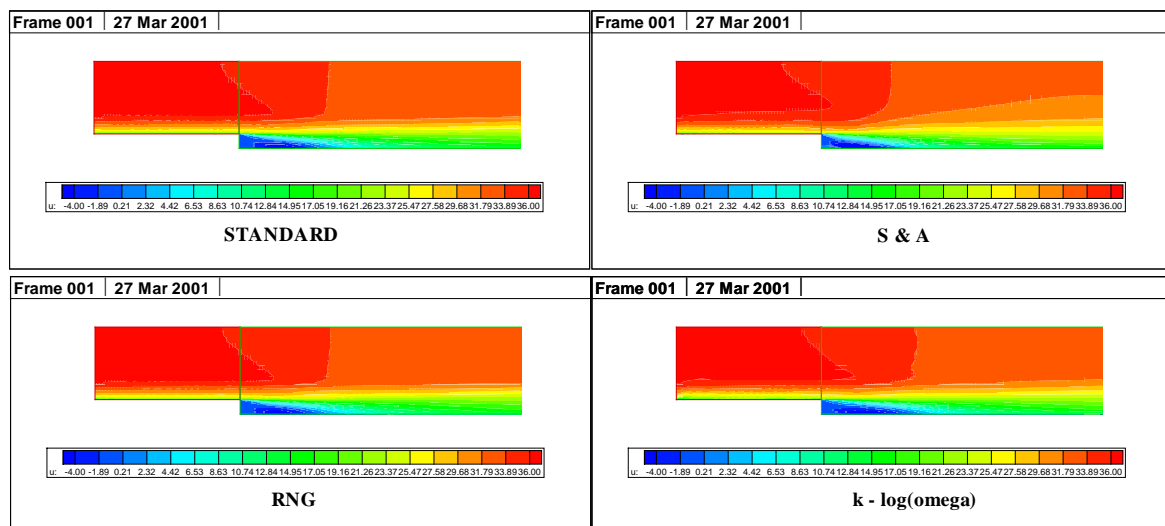 Frame 001 | 27 Mar 2001 |
u: -4.00 -1.89 0.21 2.32 4.42 6.53 8.63 10.74 12.84 14.95 17.05 19.16 21.26 23.37 25.47 27.58 29.68 31.79 33.89 36.00
STANDARD
Frame 001 | 27 Mar 2001 |
u: -4.00 -1.89 0.21 2.32 4.42 6.53 8.63 10.74 12.84 14.95 17.05 19.16 21.26 23.37 25.47 27.58 29.68 31.79 33.89 36.00
S & A
Frame 001 | 27 Mar 2001 |
u: -4.00 -1.89 0.21 2.32 4.42 6.53 8.63 10.74 12.84 14.95 17.05 19.16 21.26 23.37 25.47 27.58 29.68 31.79 33.89 36.00
RNG
Frame 001 | 27 Mar 2001 |
u: -4.00 -1.89 0.21 2.32 4.42 6.53 8.63 10.74 12.84 14.95 17.05 19.16 21.26 23.37 25.47 27.58 29.68 31.79 33.89 36.00
k - log(omega)